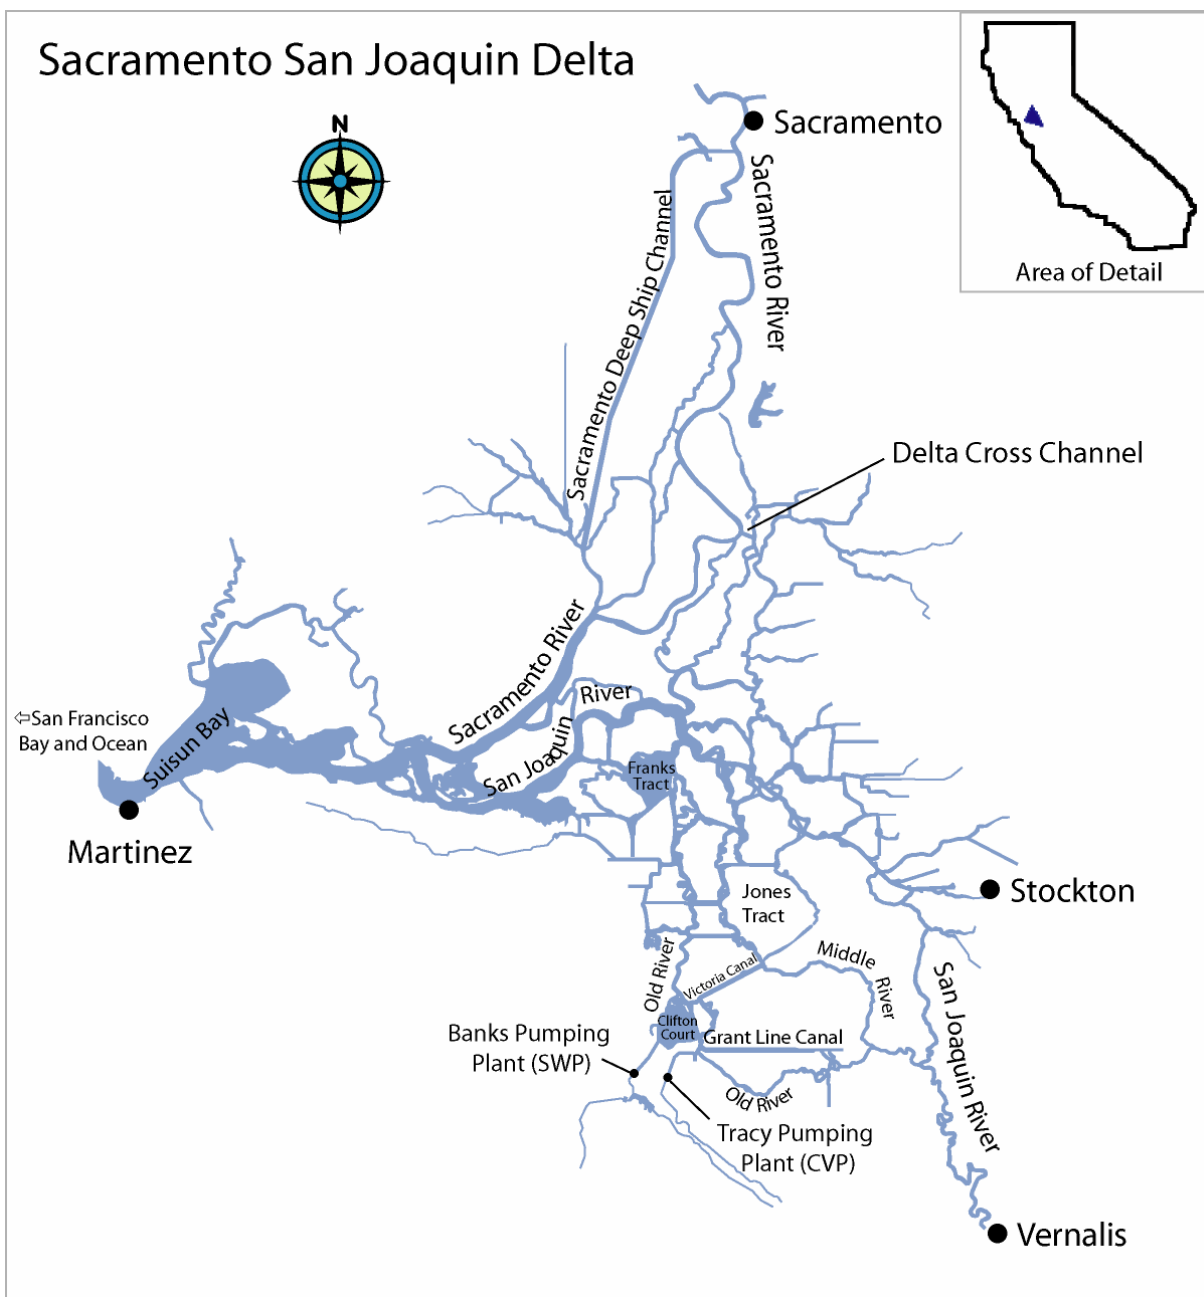 Sacramento San Joaquin Delta
N
Sacramento
Sacramento River
Area of Detail
Sacramento Deep Ship Channel
Delta Cross Channel
Sacramento River
San Joaquin River
⇦San Francisco
Bay and Ocean
Suisun Bay
Franks
Tract
Martinez
Jones
Tract
Stockton
Old River
Victoria Canal
Middle River
San Joaquin River
Clifton
Court
Grant Line Canal
Banks Pumping
Plant (SWP)
Old River
Tracy Pumping
Plant (CVP)
Vernalis